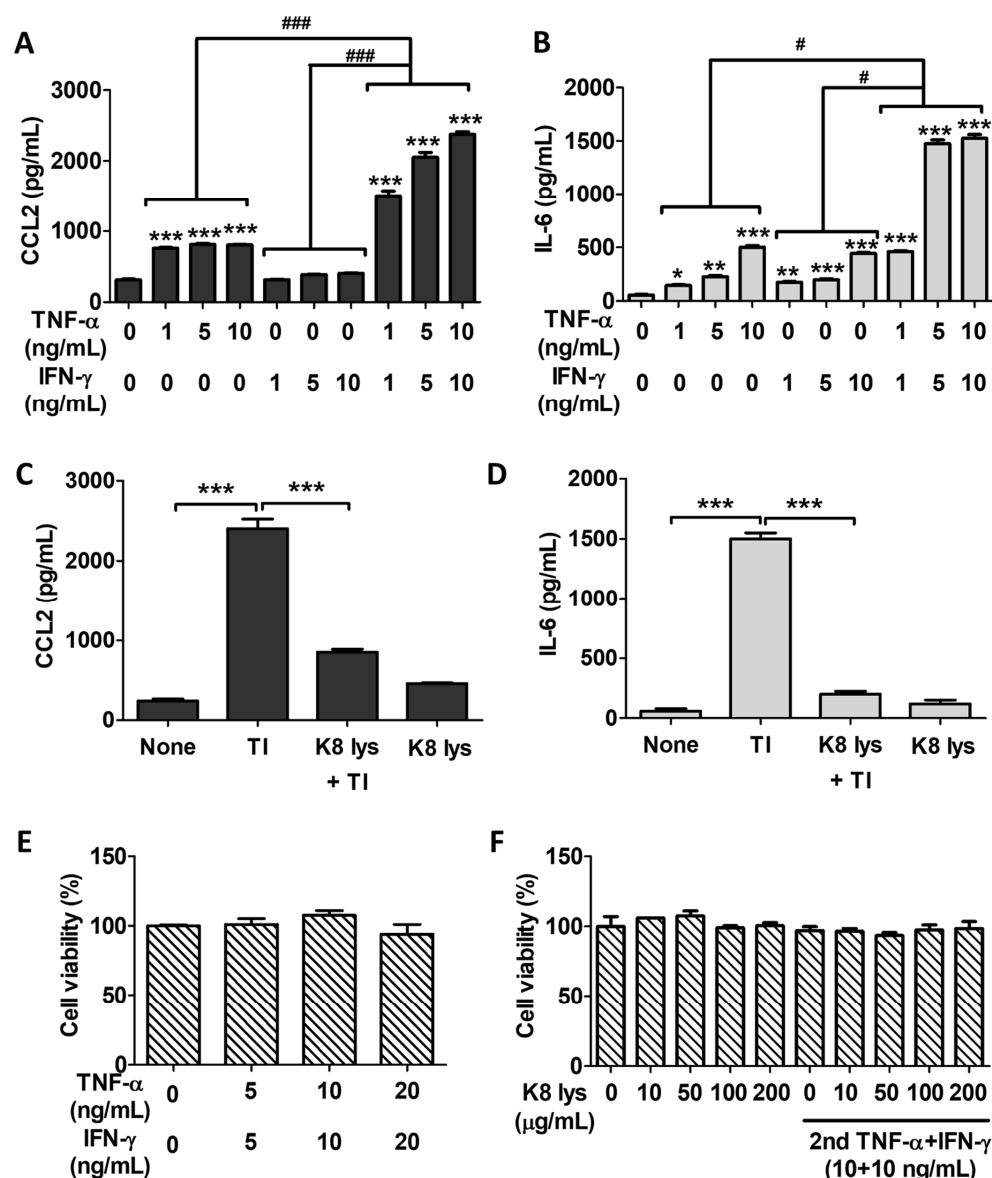 A
###
###
CCL2 (pg/mL)
3000
2000
1000
0
*** *** *** *** *** ***
TNF-α
(ng/mL)
0 1 5 10 0 0 0 1 5 10
IFN-γ
(ng/mL)
0 0 0 0 1 5 10 1 5 10
B
#
#
IL-6 (pg/mL)
2000
1500
1000
500
0
* ** *** ** *** *** *** *** ***
TNF-α
(ng/mL)
0 1 5 10 0 0 0 1 5 10
IFN-γ
(ng/mL)
0 0 0 0 1 5 10 1 5 10
C
*** ***
CCL2 (pg/mL)
3000
2000
1000
0
None TI K8 lys K8 lys
+ TI
D
*** ***
IL-6 (pg/mL)
2000
1500
1000
500
0
None TI K8 lys K8 lys
+ TI
E
Cell viability (%)
150
100
50
0
TNF-α
(ng/mL)
0 5 10 20
IFN-γ
(ng/mL)
0 5 10 20
F
Cell viability (%)
150
100
50
0
K8 lys
(μg/mL)
0 10 50 100 200 0 10 50 100 200
2nd TNF-α+IFN-γ
(10+10 ng/mL)